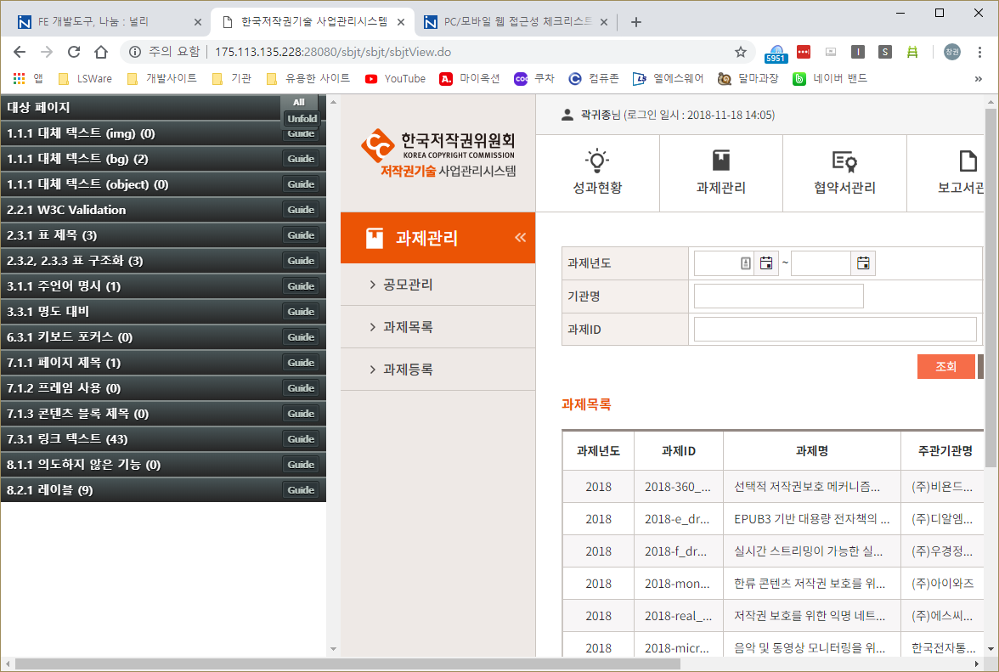 FE 개발도구, 나눔 : 널리
한국저작권기술 사업관리시스템
PC/모바일 웹 접근성 체크리스트
주의 요함
175.113.135.228:28080/sbjt/sbjt/sbjtView.do
5951
I
S
창권
앱
LSWare
개발사이트
기관
유용한 사이트
YouTube
A.
마이옥션
COO
쿠차
컴퓨존
엘에스웨어
달마과장
b
네이버 밴드
»
대상 페이지
All
Unfold
1.1.1 대체 텍스트 (img) (0)
Guide
1.1.1 대체 텍스트 (bg) (2)
Guide
1.1.1 대체 텍스트 (object) (0)
Guide
2.2.1 W3C Validation
Guide
2.3.1 표 제목 (3)
Guide
2.3.2, 2.3.3 표 구조화 (3)
Guide
3.1.1 주언어 명시 (1)
Guide
3.3.1 명도 대비
Guide
6.3.1 키보드 포커스 (0)
Guide
7.1.1 페이지 제목 (1)
Guide
7.1.2 프레임 사용 (0)
Guide
7.1.3 콘텐츠 블록 제목 (0)
Guide
7.3.1 링크 텍스트 (43)
Guide
8.1.1 의도하지 않은 기능 (0)
Guide
8.2.1 레이블 (9)
Guide
한국저작권위원회
KOREA COPYRIGHT COMMISSION
저작권기술 사업관리시스템
과제관리
공모관리
과제목록
과제등록
곽귀종님 (로그인 일시 : 2018-11-18 14:05)
성과현황
과제관리
협약서관리
보고서관
과제년도
~
기관명
과제ID
조회
과제목록
과제년도 과제ID 과제명 주관기관명
2018 2018-360_... 선택적 저작권보호 메커니즘... (주)비욘드...
2018 2018-e_dr... EPUB3 기반 대용량 전자책의 ... (주)디알엠...
2018 2018-f_dr... 실시간 스트리밍이 가능한 실... (주)우경정...
2018 2018-mon... 한류 콘텐츠 저작권 보호를 위... (주)아이와즈
2018 2018-real_... 저작권 보호를 위한 익명 네트... (주)에스씨...
2018 2018-micr... 음악 및 동영상 모니터링을 위... 한국전자통...